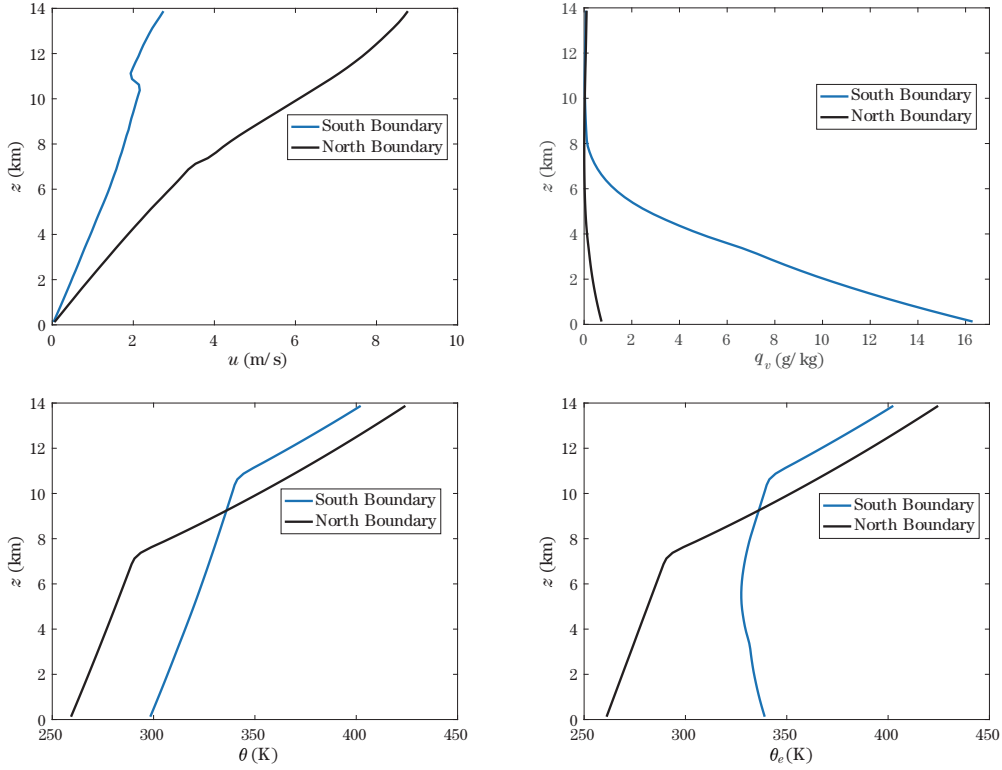 14
12
10
8
6
4
2
0
z (km)
South Boundary
North Boundary
0 2 4 6 8 10
u (m/s)
14
12
10
8
6
4
2
0
z (km)
South Boundary
North Boundary
0 2 4 6 8 10 12 14 16
q_v (g/kg)
14
12
10
8
6
4
2
0
z (km)
South Boundary
North Boundary
250 300 350 400 450
θ (K)
14
12
10
8
6
4
2
0
z (km)
South Boundary
North Boundary
250 300 350 400 450
θ_e (K)